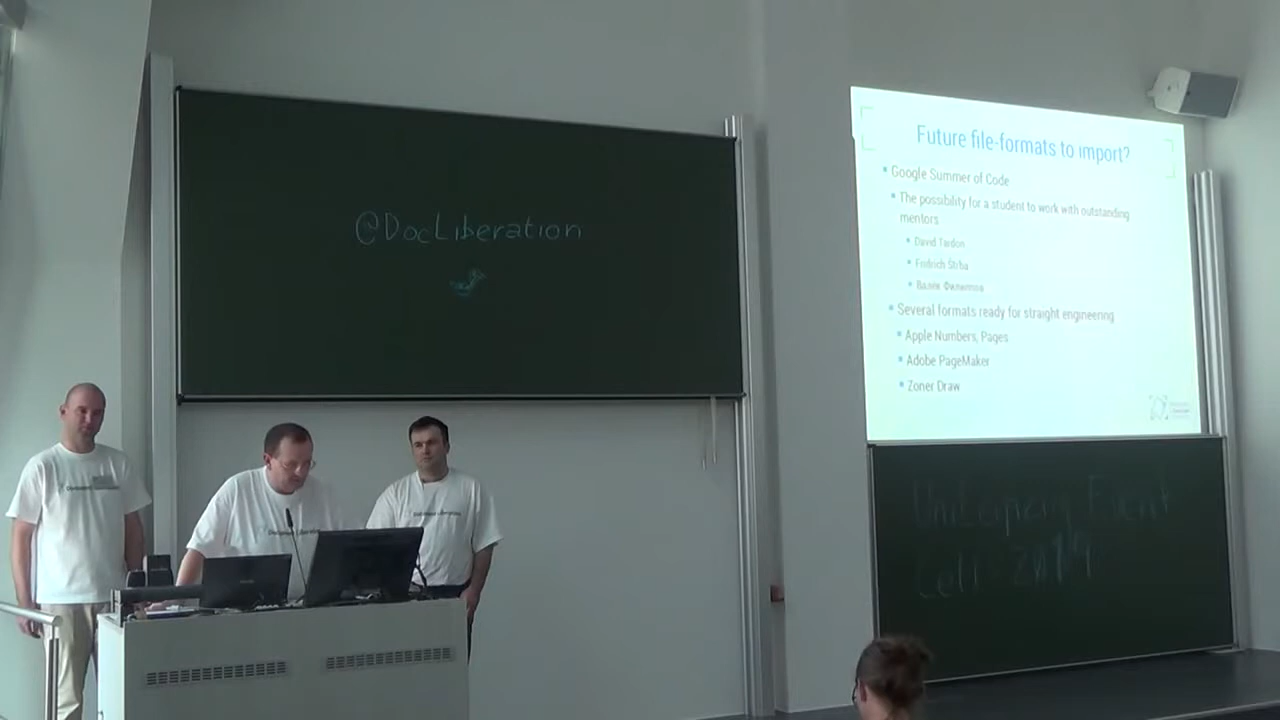 @DocLiberation
Future file-formats to import?
Google Summer of Code
The possibility for a student to work with outstanding
mentors
David Tardon
Fridrich Štrba
Валек Филиппов
Several formats ready for straight engineering
Apple Numbers, Pages
Adobe PageMaker
Zoner Draw
Document Liberation